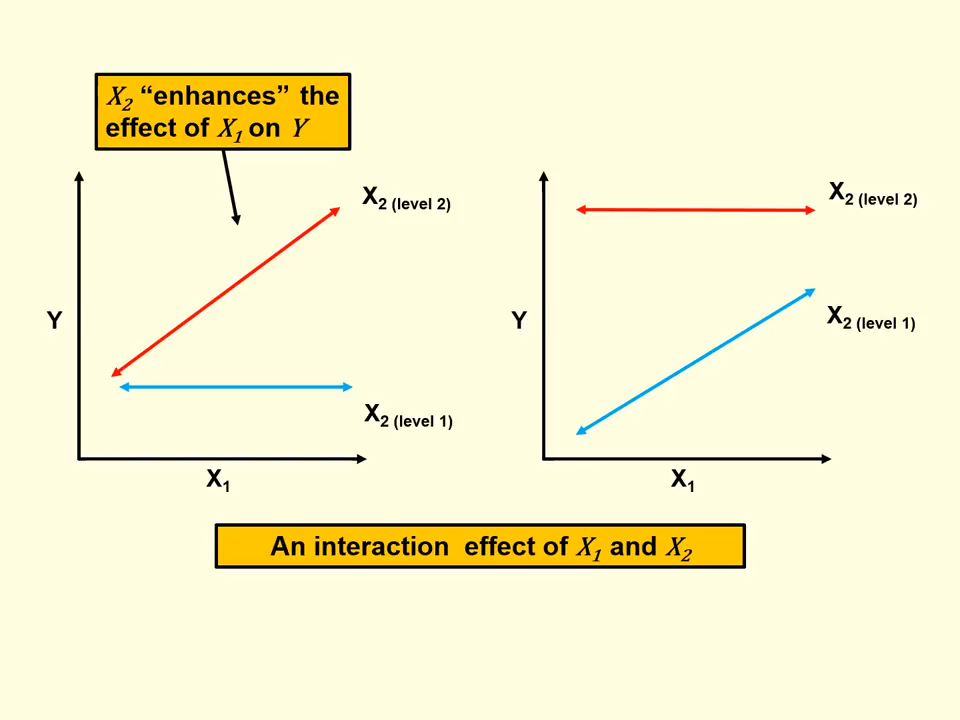 X2 “enhances” the
effect of X1 on Y
X2 (level 2)
Y
X2 (level 1)
X1
X2 (level 2)
Y
X2 (level 1)
X1
An interaction effect of X1 and X2